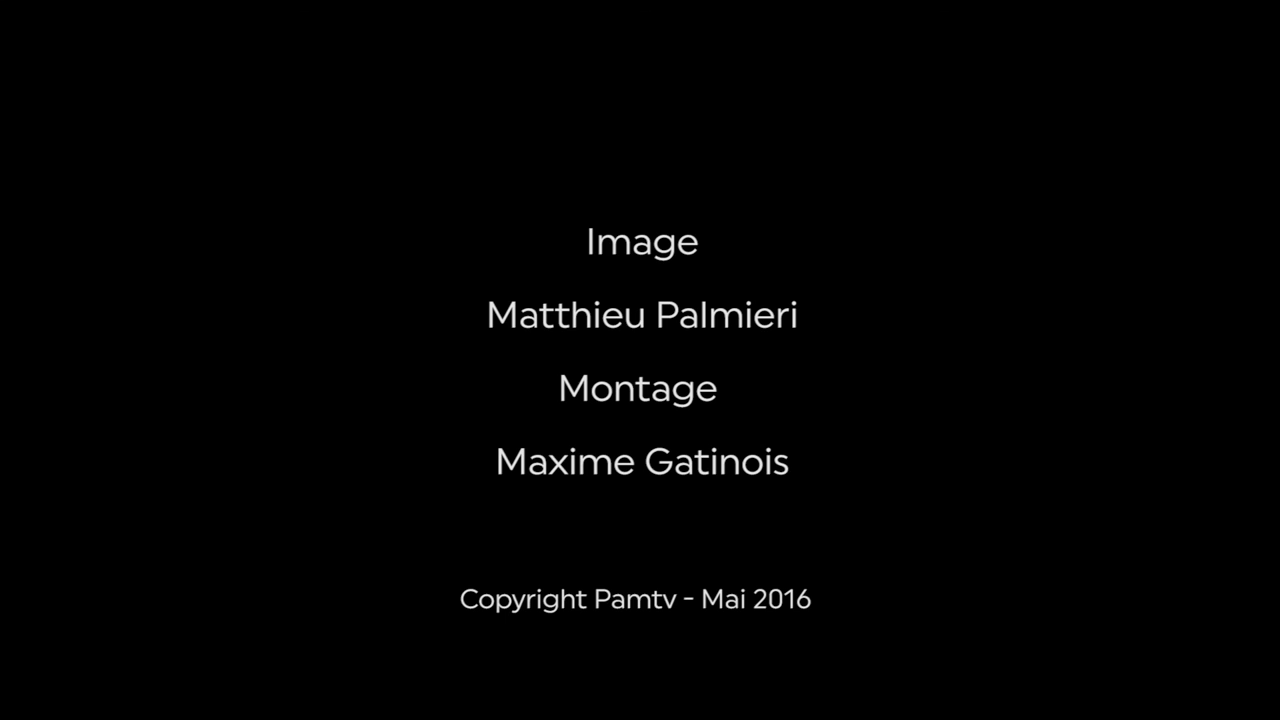 Image
Matthieu Palmieri
Montage
Maxime Gatinois
Copyright Pamtv - Mai 2016